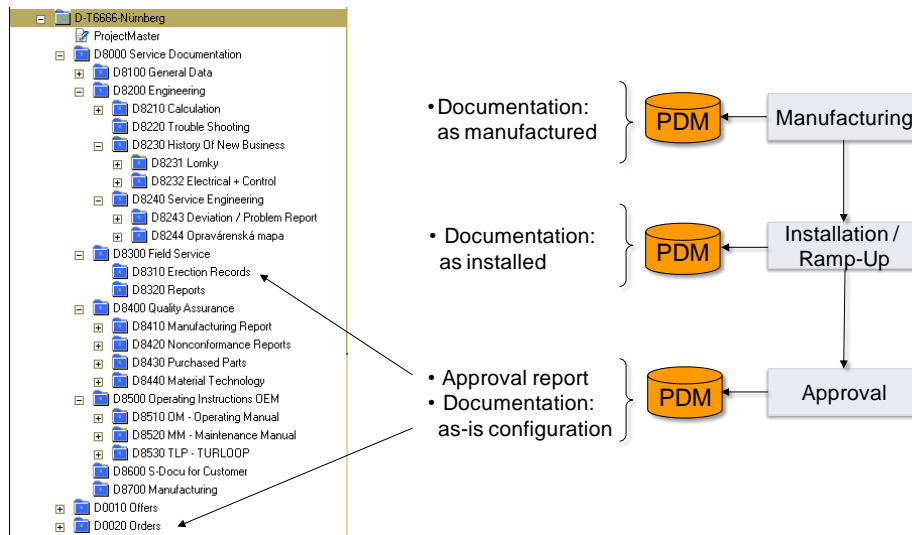 D-T6666-Nürnberg
ProjectMaster
D8000 Service Documentation
D8100 General Data
D8200 Engineering
D8210 Calculation
D8220 Trouble Shooting
D8230 History Of New Business
D8231 Lomky
D8232 Electrical + Control
D8240 Service Engineering
D8243 Deviation / Problem Report
D8244 Opravárenská mapa
D8300 Field Service
D8310 Erection Records
D8320 Reports
D8400 Quality Assurance
D8410 Manufacturing Report
D8420 Nonconformance Reports
D8430 Purchased Parts
D8440 Material Technology
D8500 Operating Instructions OEM
D8510 OM - Operating Manual
D8520 MM - Maintenance Manual
D8530 TLP - TURLOOP
D8600 S-Docu for Customer
D8700 Manufacturing
D0010 Offers
D0020 Orders
•Documentation:
as manufactured
PDM
Manufacturing
• Documentation:
as installed
PDM
Installation /
Ramp-Up
• Approval report
• Documentation:
as-is configuration
PDM
Approval